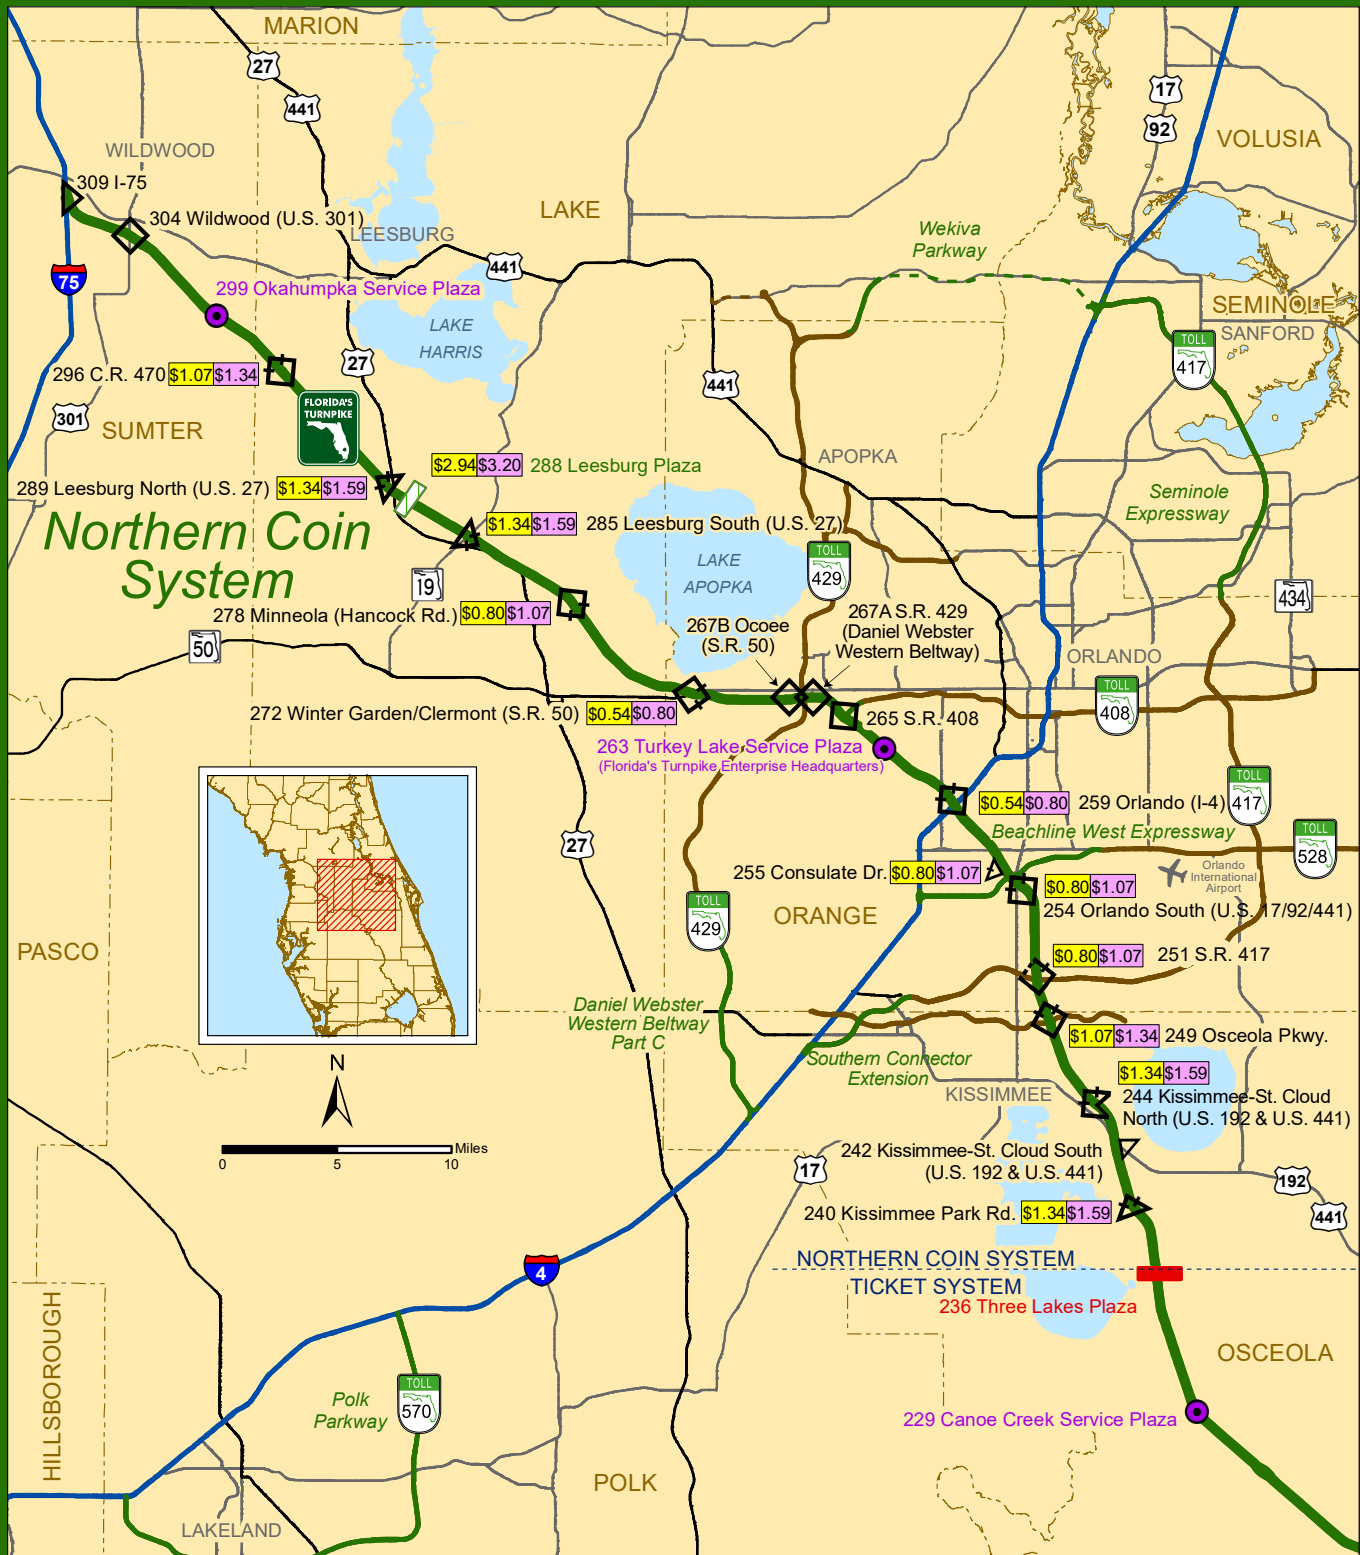 MARION
27
441
17
92
VOLUSIA
WILDWOOD
309 I-75
304 Wildwood (U.S. 301)
LAKE
LEESBURG
Wekiva
Parkway
75
441
299 Okahumpka Service Plaza
SEMINOLE
SANFORD
LAKE
HARRIS
TOLL
417
296 C.R. 470 $1.07 $1.34
27
441
301
SUMTER
FLORIDA'S
TURNPIKE
$2.94 $3.20 288 Leesburg Plaza
APOPKA
289 Leesburg North (U.S. 27) $1.34 $1.59
Seminole
Expressway
Northern Coin
System
$1.34 $1.59 285 Leesburg South (U.S. 27)
LAKE
APOPKA
TOLL
429
19
434
278 Minneola (Hancock Rd.) $0.80 $1.07
267B Ocoee
(S.R. 50)
267A S.R. 429
(Daniel Webster
Western Beltway)
50
ORLANDO
TOLL
408
272 Winter Garden/Clermont (S.R. 50) $0.54 $0.80
265 S.R. 408
263 Turkey Lake Service Plaza
(Florida's Turnpike Enterprise Headquarters)
TOLL
417
$0.54 $0.80 259 Orlando (I-4)
Beachline West Expressway
TOLL
528
27
255 Consulate Dr. $0.80 $1.07
Orlando
International
Airport
$0.80 $1.07
254 Orlando South (U.S. 17/92/441)
TOLL
429
ORANGE
PASCO
$0.80 $1.07 251 S.R. 417
Daniel Webster
Western Beltway
Part C
$1.07 $1.34 249 Osceola Pkwy.
Southern Connector
Extension
N
$1.34 $1.59
244 Kissimmee-St. Cloud
North (U.S. 192 & U.S. 441)
KISSIMMEE
Miles
0 5 10
242 Kissimmee-St. Cloud South
(U.S. 192 & U.S. 441)
17
192
240 Kissimmee Park Rd. $1.34 $1.59
441
NORTHERN COIN SYSTEM
TICKET SYSTEM
4
236 Three Lakes Plaza
HILLSBOROUGH
OSCEOLA
Polk
Parkway
TOLL
570
229 Canoe Creek Service Plaza
POLK
LAKELAND